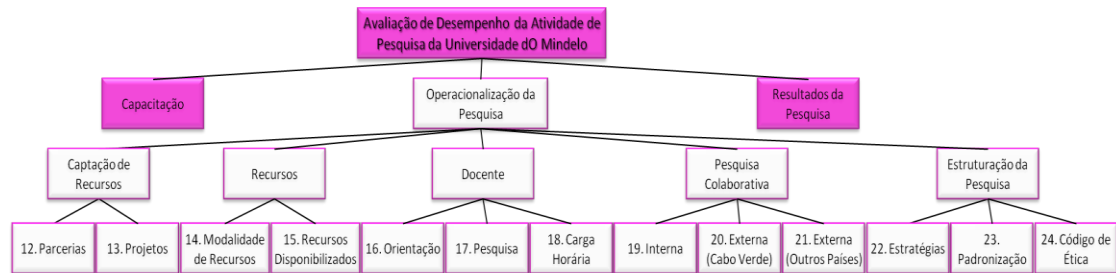 Avaliação de Desempenho da Atividade de
Pesquisa da Universidade dO Mindelo
Capacitação
Operacionalização da
Pesquisa
Resultados da
Pesquisa
Captação de
Recursos
Recursos
Docente
Pesquisa
Colaborativa
Estruturação da
Pesquisa
12. Parcerias
13. Projetos
14. Modalidade
de Recursos
15. Recursos
Disponibilizados
16. Orientação
17. Pesquisa
18. Carga
Horária
19. Interna
20. Externa
(Cabo Verde)
21. Externa
(Outros Países)
22. Estratégias
23.
Padronização
24. Código de
Ética